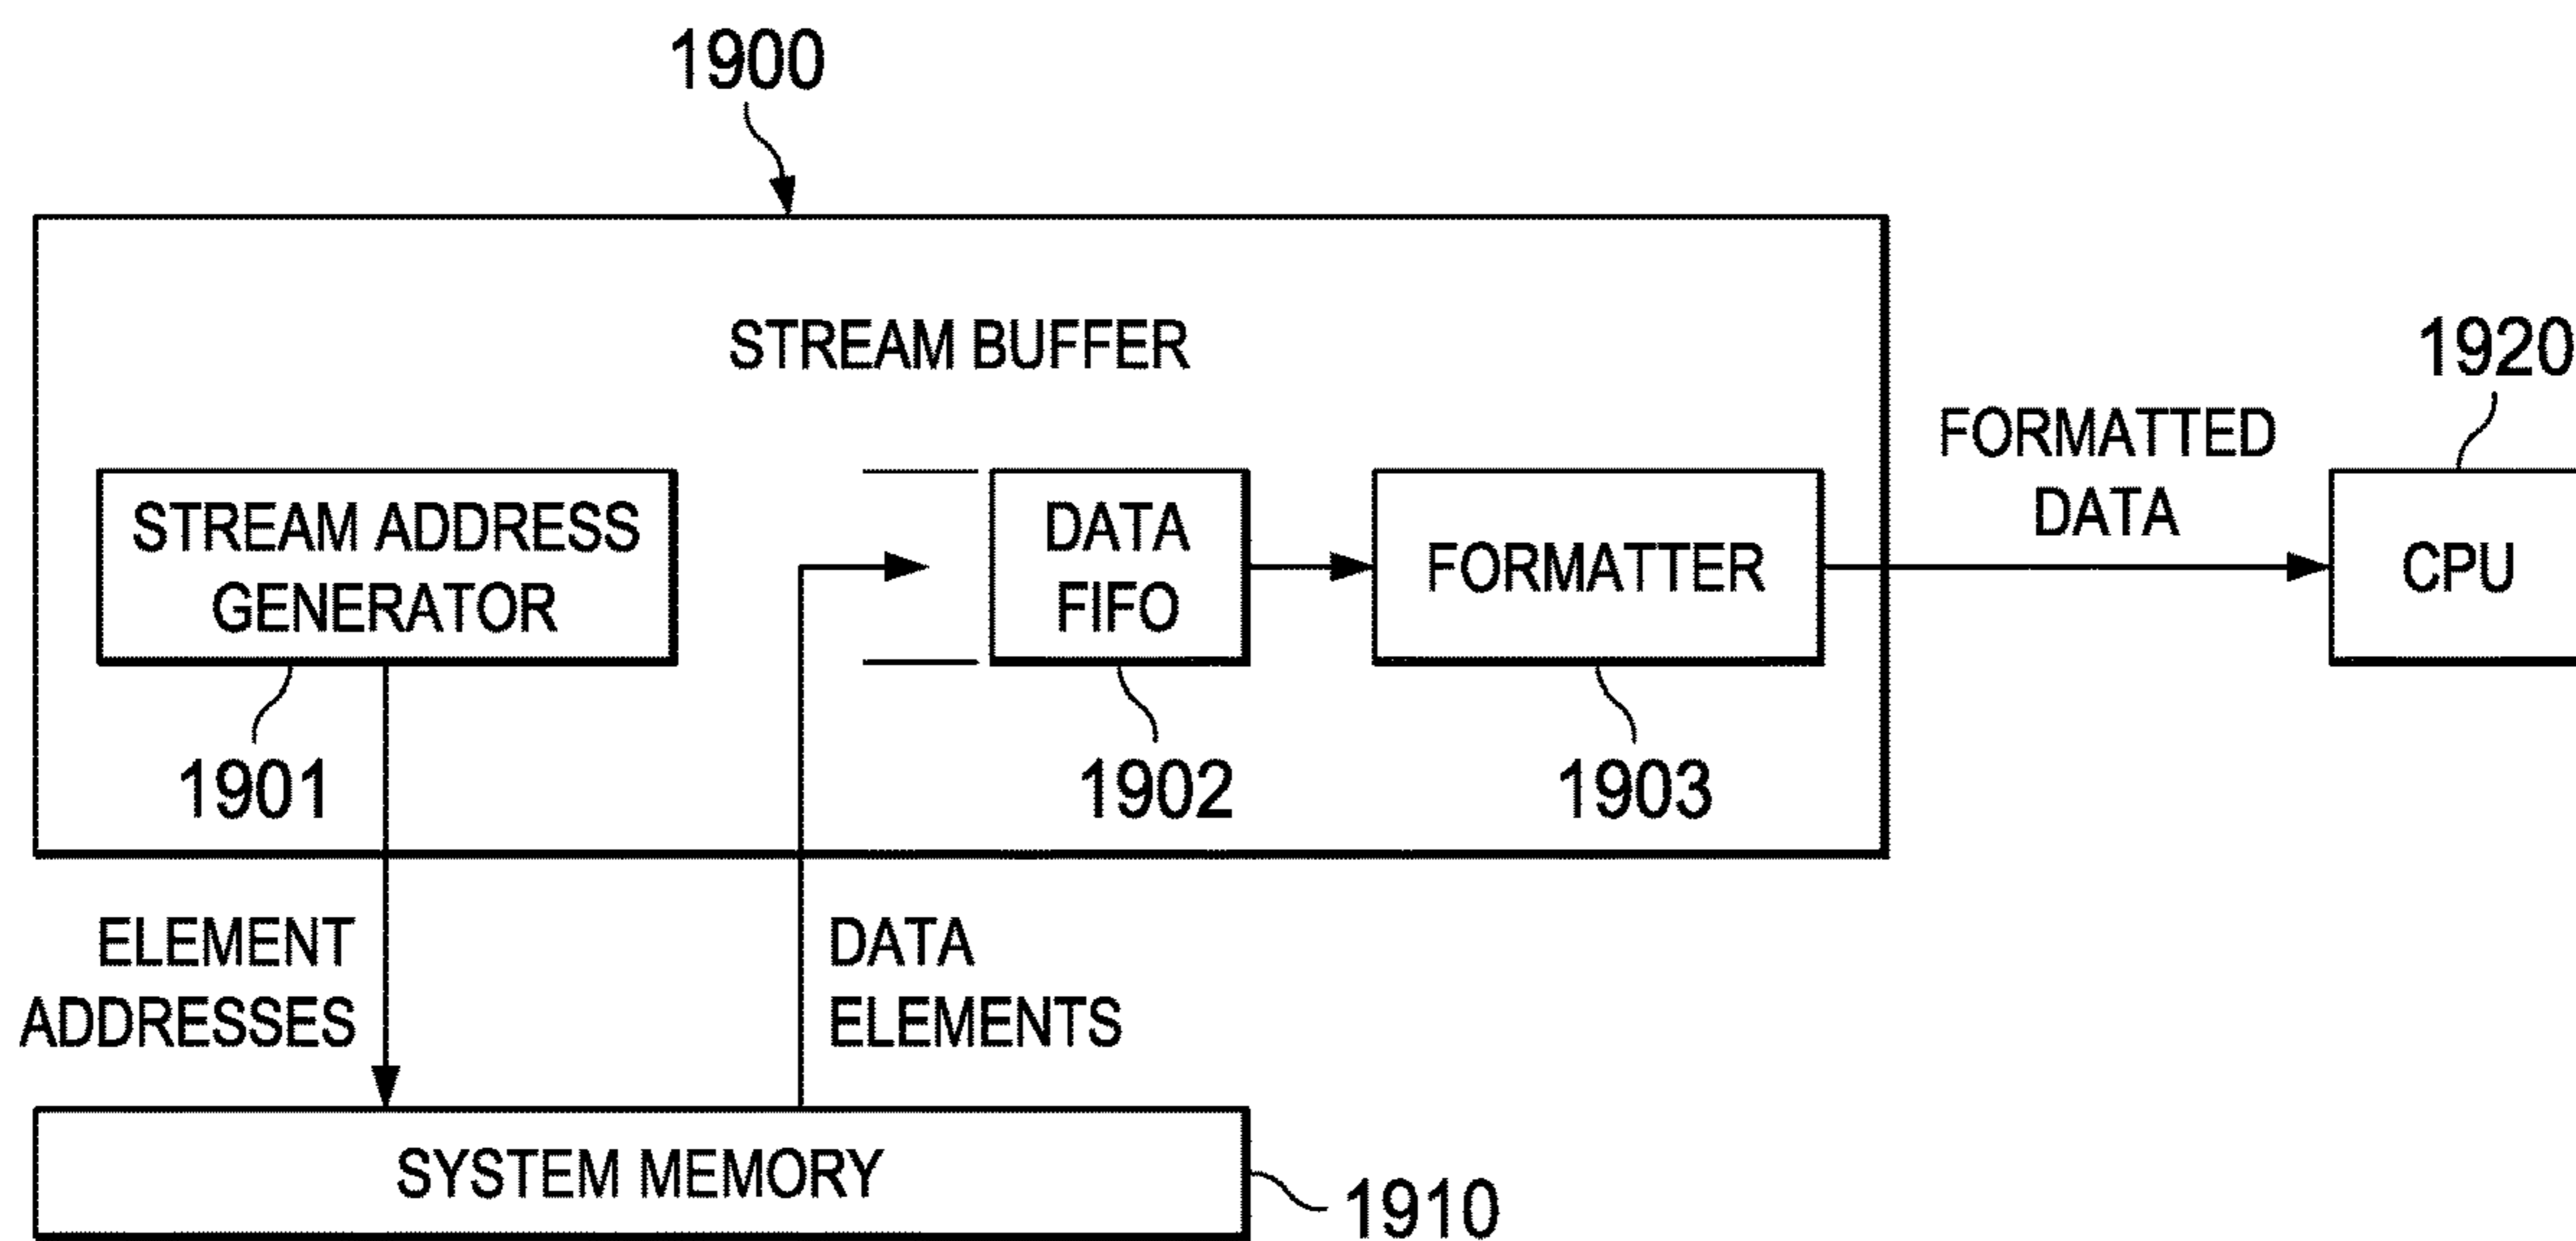 1900
STREAM BUFFER
1920
FORMATTED
DATA
STREAM ADDRESS
GENERATOR
DATA
FIFO
FORMATTER
CPU
1901
1902
1903
ELEMENT
ADDRESSES
DATA
ELEMENTS
SYSTEM MEMORY
1910